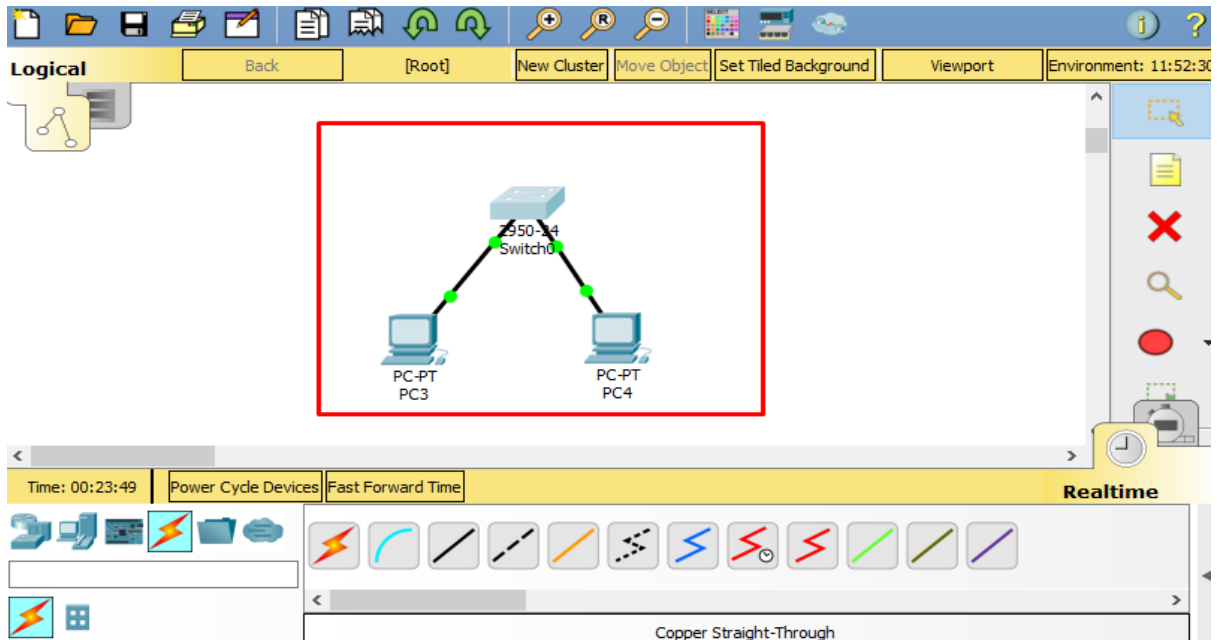 SELECT
Logical
Back
[Root]
New Cluster
Move Object
Set Tiled Background
Viewport
Environment: 11:52:30
2950-24
Switch0
PC-PT
PC3
PC-PT
PC4
Time: 00:23:49
Power Cycle Devices
Fast Forward Time
Realtime
Copper Straight-Through